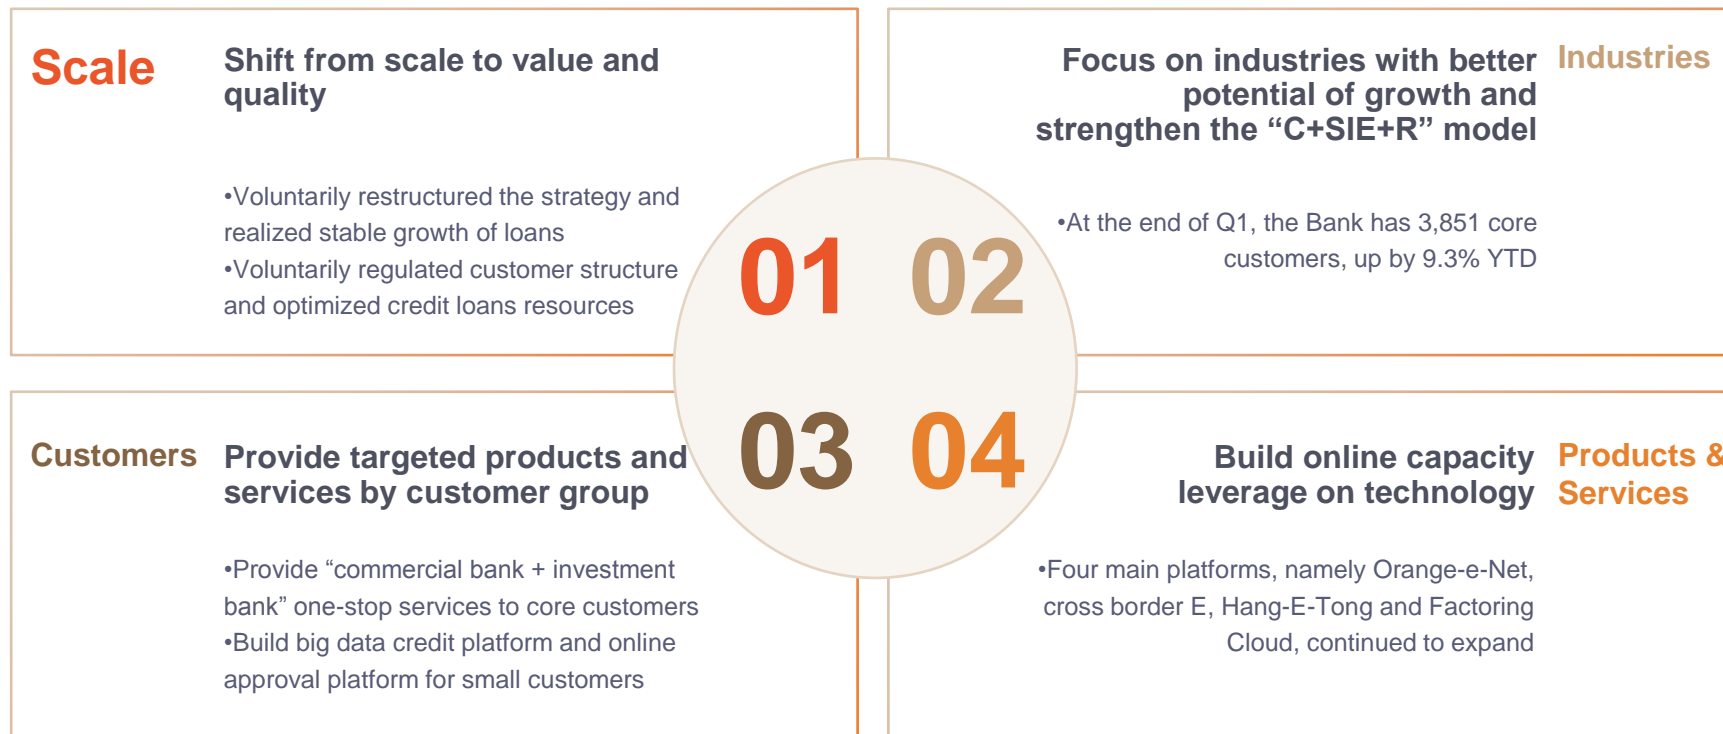 Scale
Shift from scale to value and
quality
•Voluntarily restructured the strategy and
realized stable growth of loans
•Voluntarily regulated customer structure
and optimized credit loans resources
01
02
Focus on industries with better
potential of growth and
strengthen the “C+SIE+R” model
Industries
•At the end of Q1, the Bank has 3,851 core
customers, up by 9.3% YTD
Customers
Provide targeted products and
services by customer group
•Provide “commercial bank + investment
bank” one-stop services to core customers
•Build big data credit platform and online
approval platform for small customers
03
04
Build online capacity
leverage on technology
Products &
Services
•Four main platforms, namely Orange-e-Net,
cross border E, Hang-E-Tong and Factoring
Cloud, continued to expand